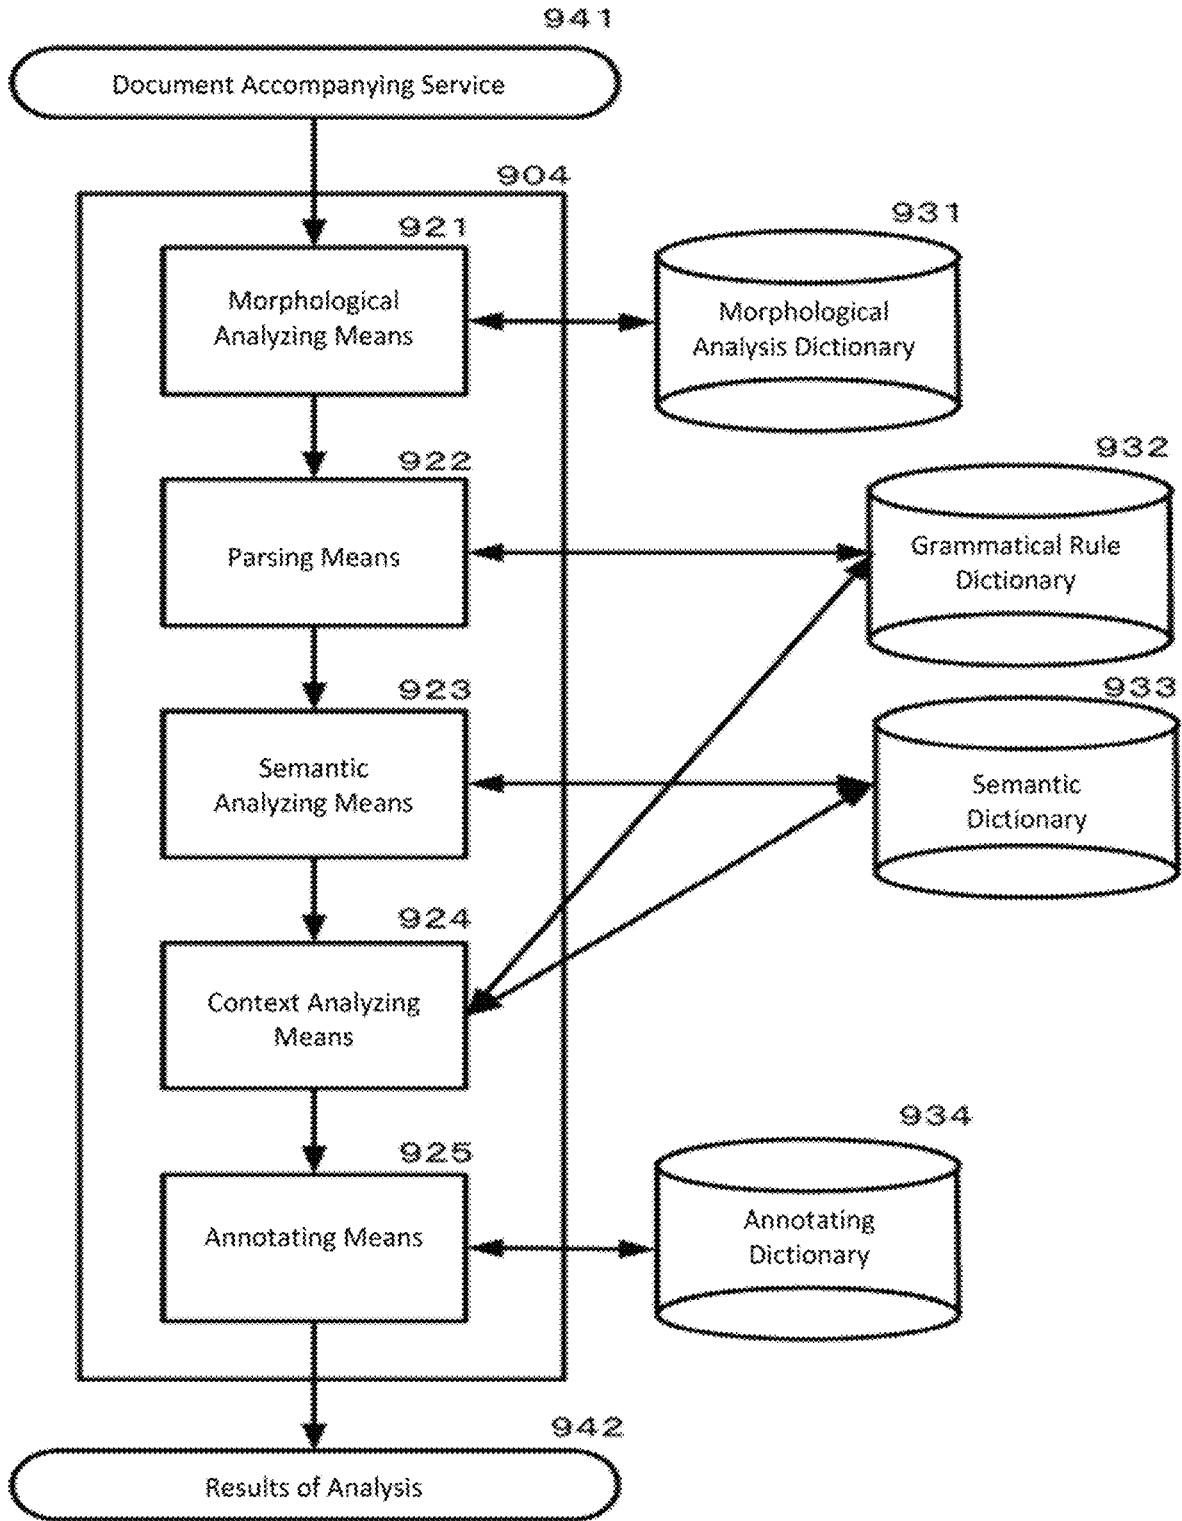 941
Document Accompanying Service
904
921
931
Morphological
Analyzing Means
Morphological
Analysis Dictionary
922
932
Parsing Means
Grammatical Rule
Dictionary
923
933
Semantic
Analyzing Means
Semantic
Dictionary
924
Context Analyzing
Means
934
925
Annotating Means
Annotating
Dictionary
942
Results of Analysis